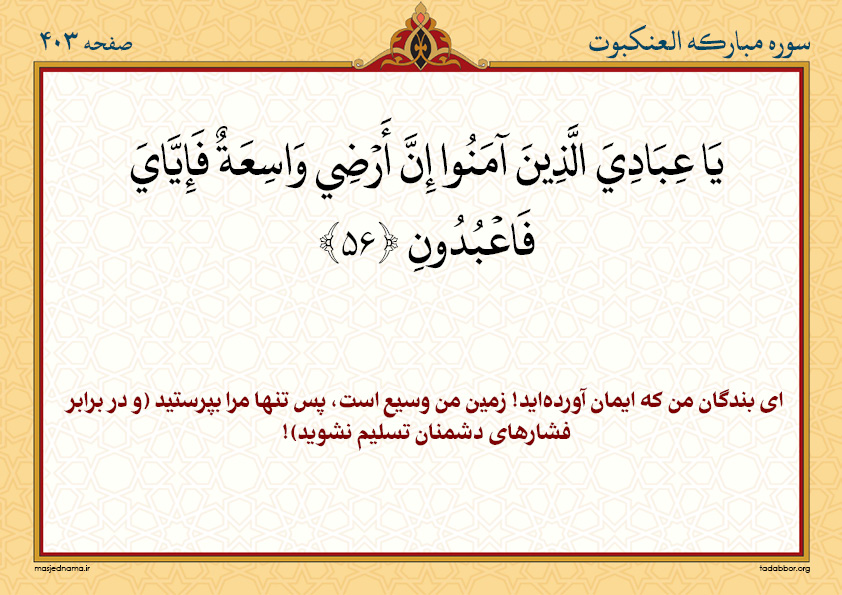 سوره مبارکه العنکبوت
صفحه ۴۰۳
يَا عِبَادِيَ الَّذِينَ آمَنُوا إِنَّ أَرْضِي وَاسِعَةٌ فَإِيَّايَ
فَاعْبُدُونِ ﴿۵۶﴾
ای بندگان من که ایمان آورده‌اید! زمین من وسیع است، پس تنها مرا بپرستید (و در برابر
فشارهای دشمنان تسلیم نشوید)!
masjednama.ir
tadabbor.org